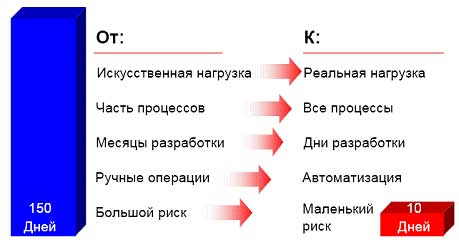 От:
К:
Искусственная нагрузка
Реальная нагрузка
Часть процессов
Все процессы
Месяцы разработки
Дни разработки
Ручные операции
Автоматизация
Большой риск
Маленький
риск
150
Дней
10
Дней